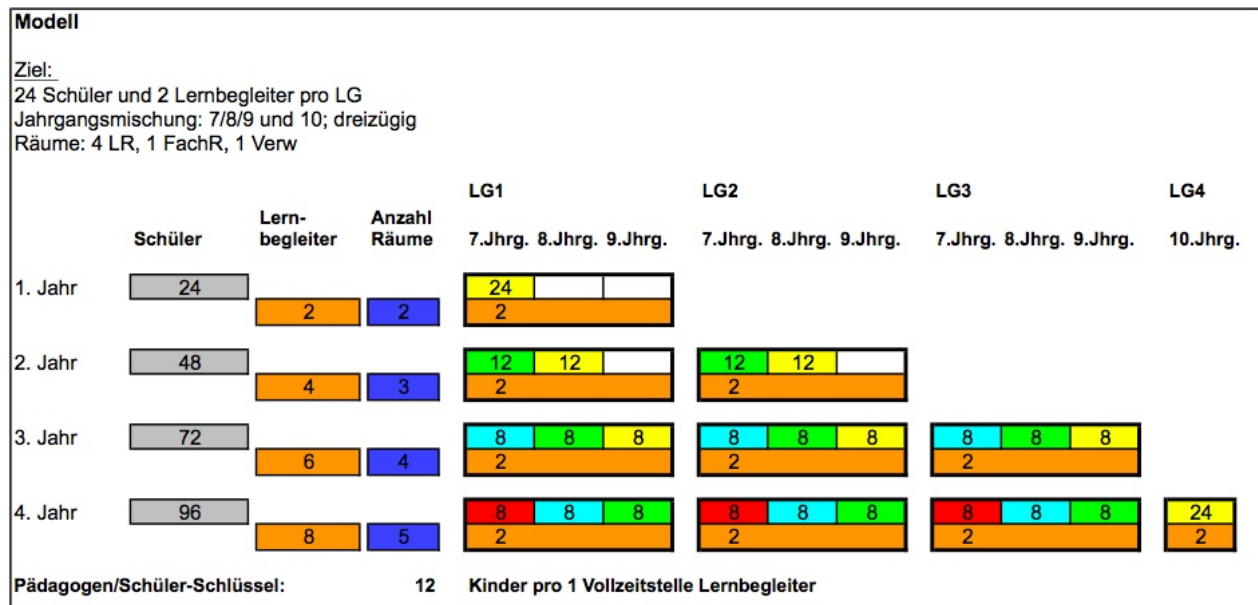 Modell
Ziel:
24 Schüler und 2 Lernbegleiter pro LG
Jahrgangsmischung: 7/8/9 und 10; dreizügig
Räume: 4 LR, 1 FachR, 1 Verw
LG1 LG2 LG3 LG4
Lern- Anzahl
Schüler begleiter Räume 7.Jhrg. 8.Jhrg. 9.Jhrg. 7.Jhrg. 8.Jhrg. 9.Jhrg. 7.Jhrg. 8.Jhrg. 9.Jhrg. 10.Jhrg.
1. Jahr 24 24
2 2 2
2. Jahr 48 12 12 12 12
4 3 2 2
3. Jahr 72 8 8 8 8 8 8 8 8 8
6 4 2 2 2
4. Jahr 96 8 8 8 8 8 8 8 8 8 24
8 5 2 2 2 2
Pädagogen/Schüler-Schlüssel: 12 Kinder pro 1 Vollzeitstelle Lernbegleiter